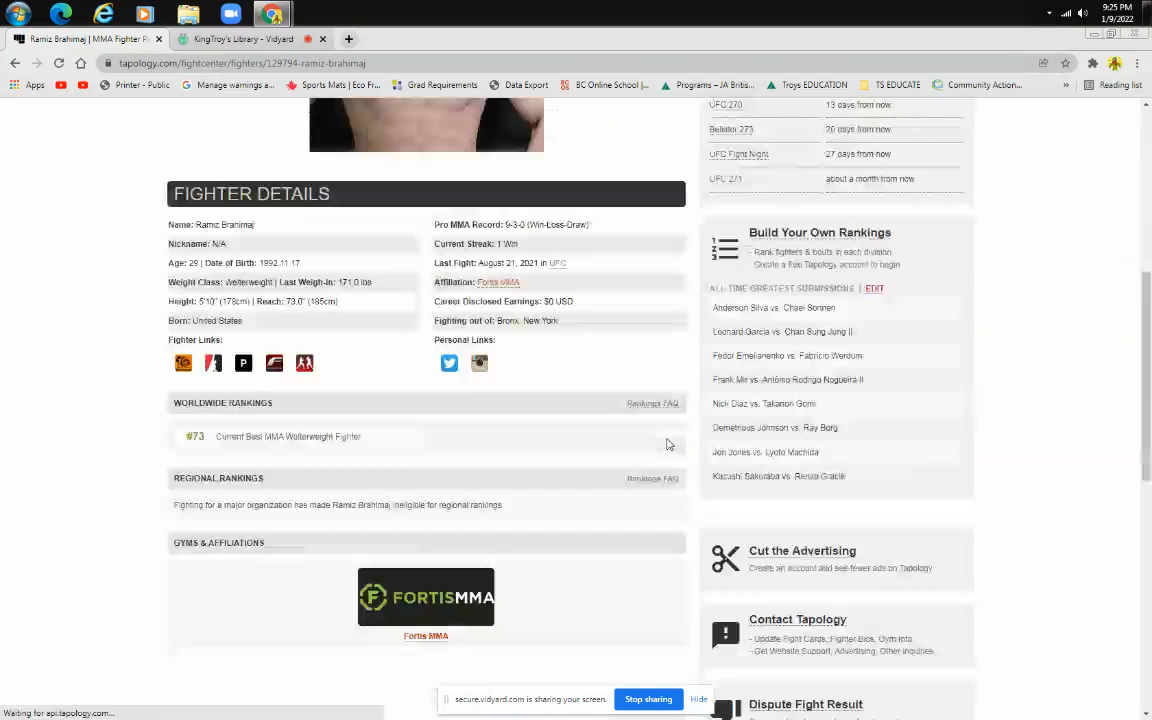 9:25 PM
1/9/2022
Ramiz Brahimaj | MMA Fighter P
KingTroy's Library - Vidyard
tapology.com/fightcenter/fighters/129794-ramiz-brahimaj
Apps
Printer - Public
Manage warnings a...
Sports Mats | Eco Fr...
Grad Requirements
Data Export
BC Online School |...
Programs – JA Britis...
Troys EDUCATION
TS EDUCATE
Community Action...
»
Reading list
UFC 270 13 days from now
Bellator 273 20 days from now
UFC Fight Night 27 days from now
UFC 271 about a month from now
FIGHTER DETAILS
Name: Ramiz Brahimaj
Pro MMA Record: 9-3-0 (Win-Loss-Draw)
Nickname: N/A
Current Streak: 1 Win
Age: 29 | Date of Birth: 1992.11.17
Last Fight: August 21, 2021 in UFC
Weight Class: Welterweight | Last Weigh-In: 171.0 lbs
Affiliation: Fortis MMA
Height: 5'10" (178cm) | Reach: 73.0" (185cm)
Career Disclosed Earnings: $0 USD
Born: United States
Fighting out of: Bronx, New York
Fighter Links:
Personal Links:
P
WORLDWIDE RANKINGS
Rankings FAQ
#73 Current Best MMA Welterweight Fighter
REGIONAL RANKINGS
Rankings FAQ
Fighting for a major organization has made Ramiz Brahimaj ineligible for regional rankings
GYMS & AFFILIATIONS
F FORTISMMA
Fortis MMA
Build Your Own Rankings
- Rank fighters & bouts in each division
- Create a free Tapology account to begin
ALL TIME GREATEST SUBMISSIONS | EDIT
Anderson Silva vs. Chael Sonnen
Leonard Garcia vs. Chan Sung Jung II
Fedor Emelianenko vs. Fabricio Werdum
Frank Mir vs. Antônio Rodrigo Nogueira II
Nick Diaz vs. Takanori Gomi
Demetrious Johnson vs. Ray Borg
Jon Jones vs. Lyoto Machida
Kazushi Sakuraba vs. Renzo Gracie
Cut the Advertising
Create an account and see fewer ads on Tapology
Contact Tapology
- Update Fight Cards, Fighter Bios, Gym Info
- Get Website Support, Advertising, Other Inquiries
Dispute Fight Result
secure.vidyard.com is sharing your screen.
Stop sharing
Hide
Waiting for api.tapology.com...